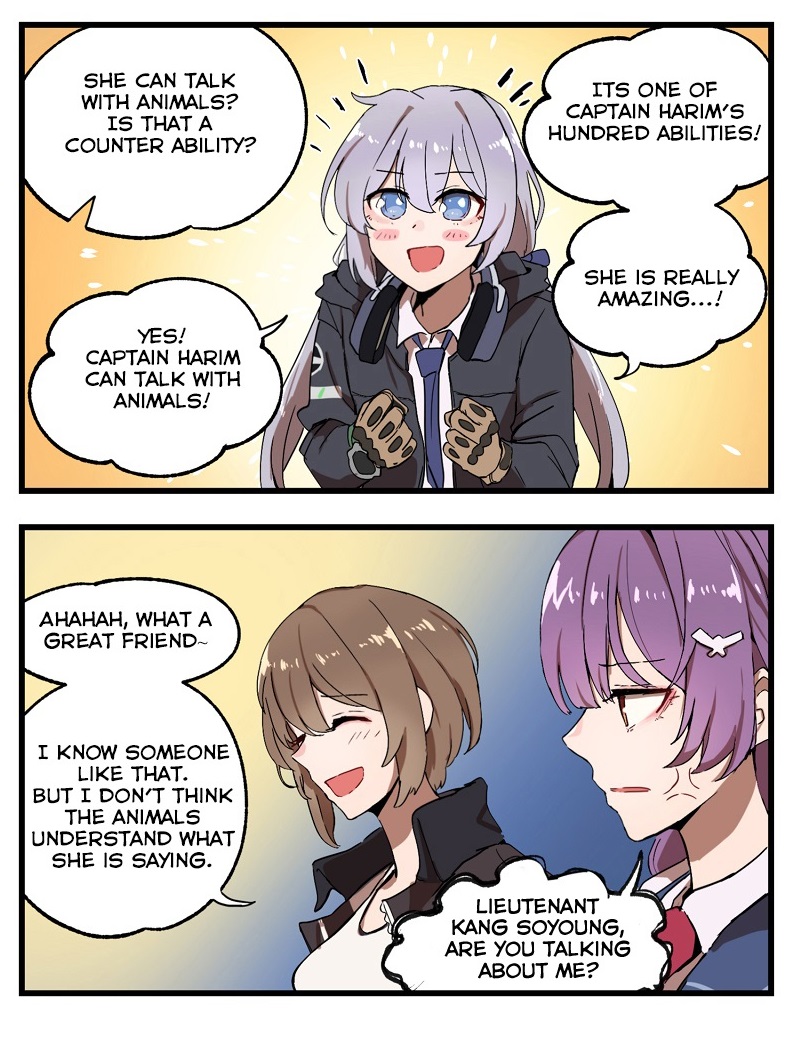 SHE CAN TALK
WITH ANIMALS?
IS THAT A
COUNTER ABILITY?
YES!
CAPTAIN HARIM
CAN TALK WITH
ANIMALS!
ITS ONE OF
CAPTAIN HARIM'S
HUNDRED ABILITIES!
SHE IS REALLY
AMAZING...!
AHAHAH, WHAT A
GREAT FRIEND~
I KNOW SOMEONE
LIKE THAT.
BUT I DON'T THINK
THE ANIMALS
UNDERSTAND WHAT
SHE IS SAYING.
LIEUTENANT
KANG SOYOUNG,
ARE YOU TALKING
ABOUT ME?